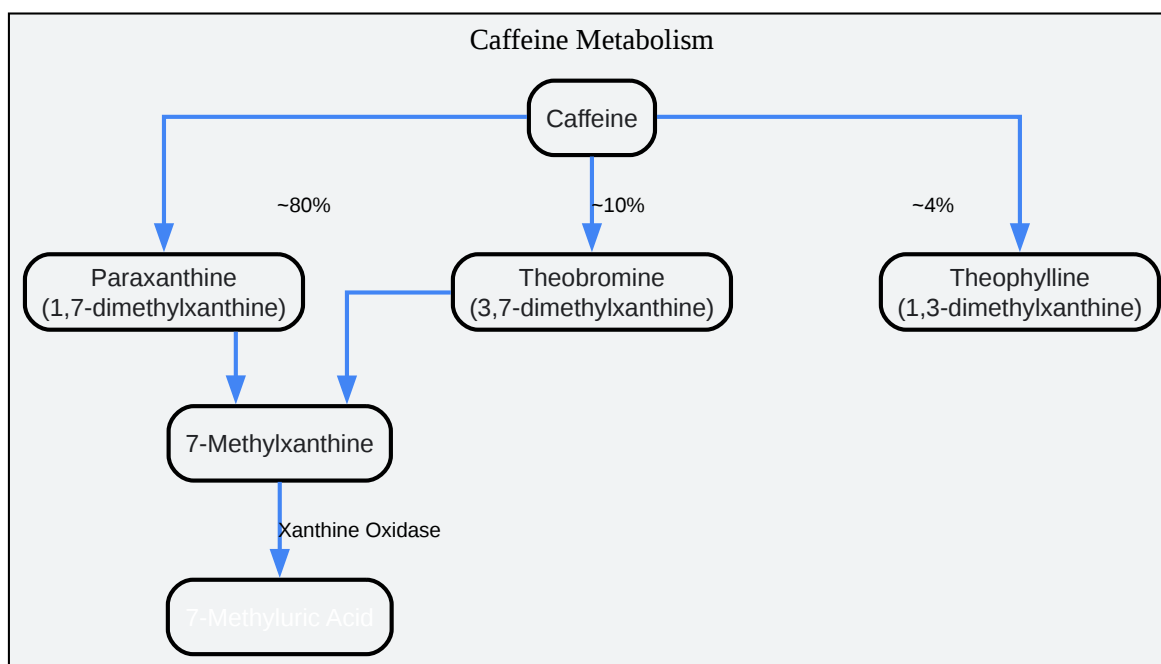 Caffeine Metabolism
Caffeine
~80%
~10%
~4%
Paraxanthine
(1,7-dimethylxanthine)
Theobromine
(3,7-dimethylxanthine)
Theophylline
(1,3-dimethylxanthine)
7-Methylxanthine
Xanthine Oxidase
7-Methyluric Acid